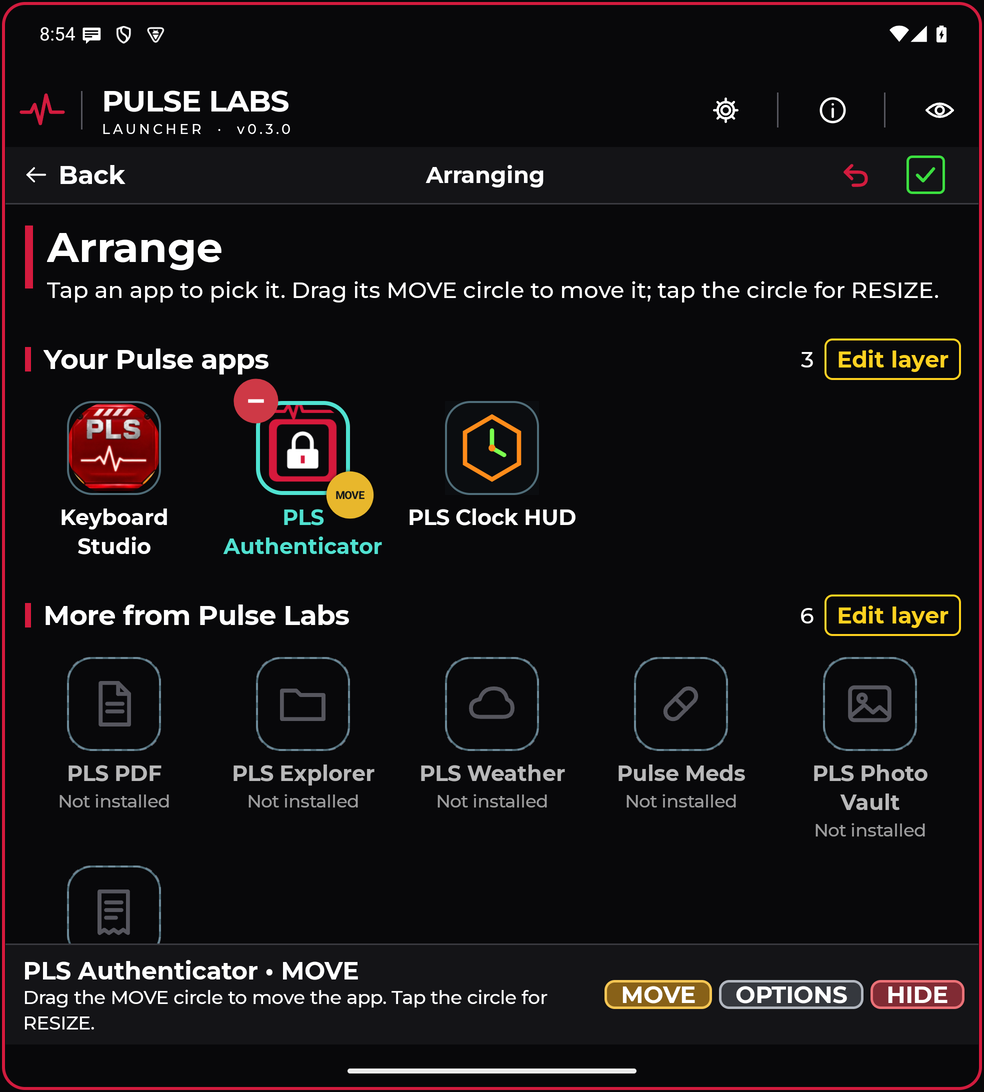 8:54
PULSE LABS
LAUNCHER · v0.3.0
Back
Arranging
Arrange
Tap an app to pick it. Drag its MOVE circle to move it; tap the circle for RESIZE.
Your Pulse apps
3
Edit layer
PLS
MOVE
Keyboard
Studio
PLS
Authenticator
PLS Clock HUD
More from Pulse Labs
6
Edit layer
PLS PDF
Not installed
PLS Explorer
Not installed
PLS Weather
Not installed
Pulse Meds
Not installed
PLS Photo
Vault
Not installed
PLS Authenticator • MOVE
Drag the MOVE circle to move the app. Tap the circle for
RESIZE.
MOVE
OPTIONS
HIDE